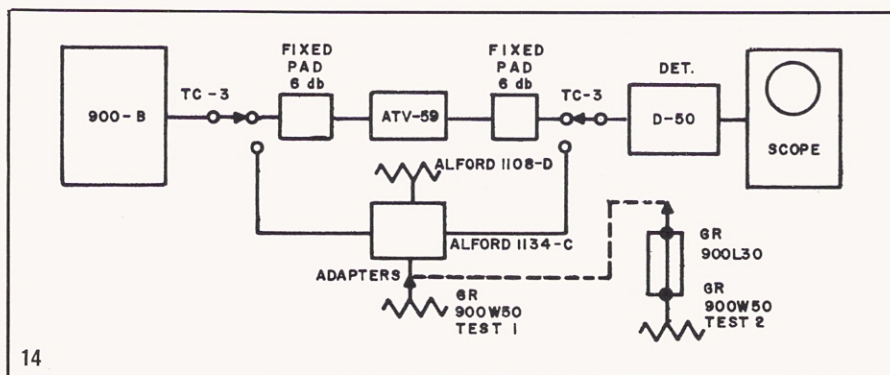 FIXED
PAD
6 db
FIXED
PAD
6 db
DET.
TC-3
TC-3
900-B
ATV-59
D-50
SCOPE
ALFORD 1108-D
ALFORD 1134-C
ADAPTERS
GR
900W50
TEST 1
GR
900L30
GR
900W50
TEST 2
14